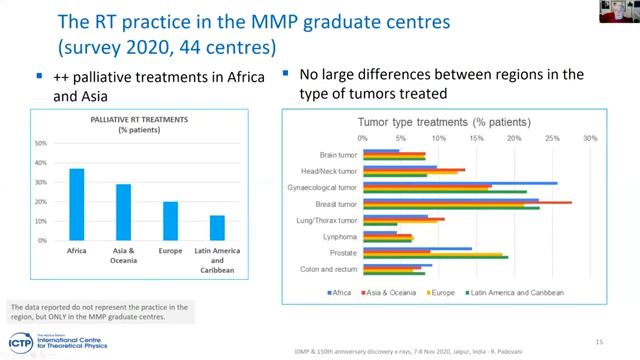 The RT practice in the MMP graduate centres
(survey 2020, 44 centres)
▪ ++ palliative treatments in Africa
and Asia
PALLIATIVE RT TREATMENTS
(% patients)
50%
40%
30%
20%
10%
0%
Africa
Asia &
Oceania
Europe
Latin America
and
Caribbean
▪ No large differences between regions in the
type of tumors treated
Tumor type treatments (% patients)
0% 5% 10% 15% 20% 25% 30%
Brain tumor
Head/Neck tumor
Gynaecological tumor
Breast tumor
Lung/Thorax tumor
Lynphoma
Prostate
Colon and rectum
Africa Asia & Oceania Europe Latin America and Caribbean
The data reported do not represent the practice in the
region, but ONLY in the MMP graduate centres.
ICTP
The Abdus Salam
International Centre
for Theoretical Physics
IDMP & 150th anniversary discovery x-rays, 7-8 Nov 2020, Jaipur, India - R. Padovani
15